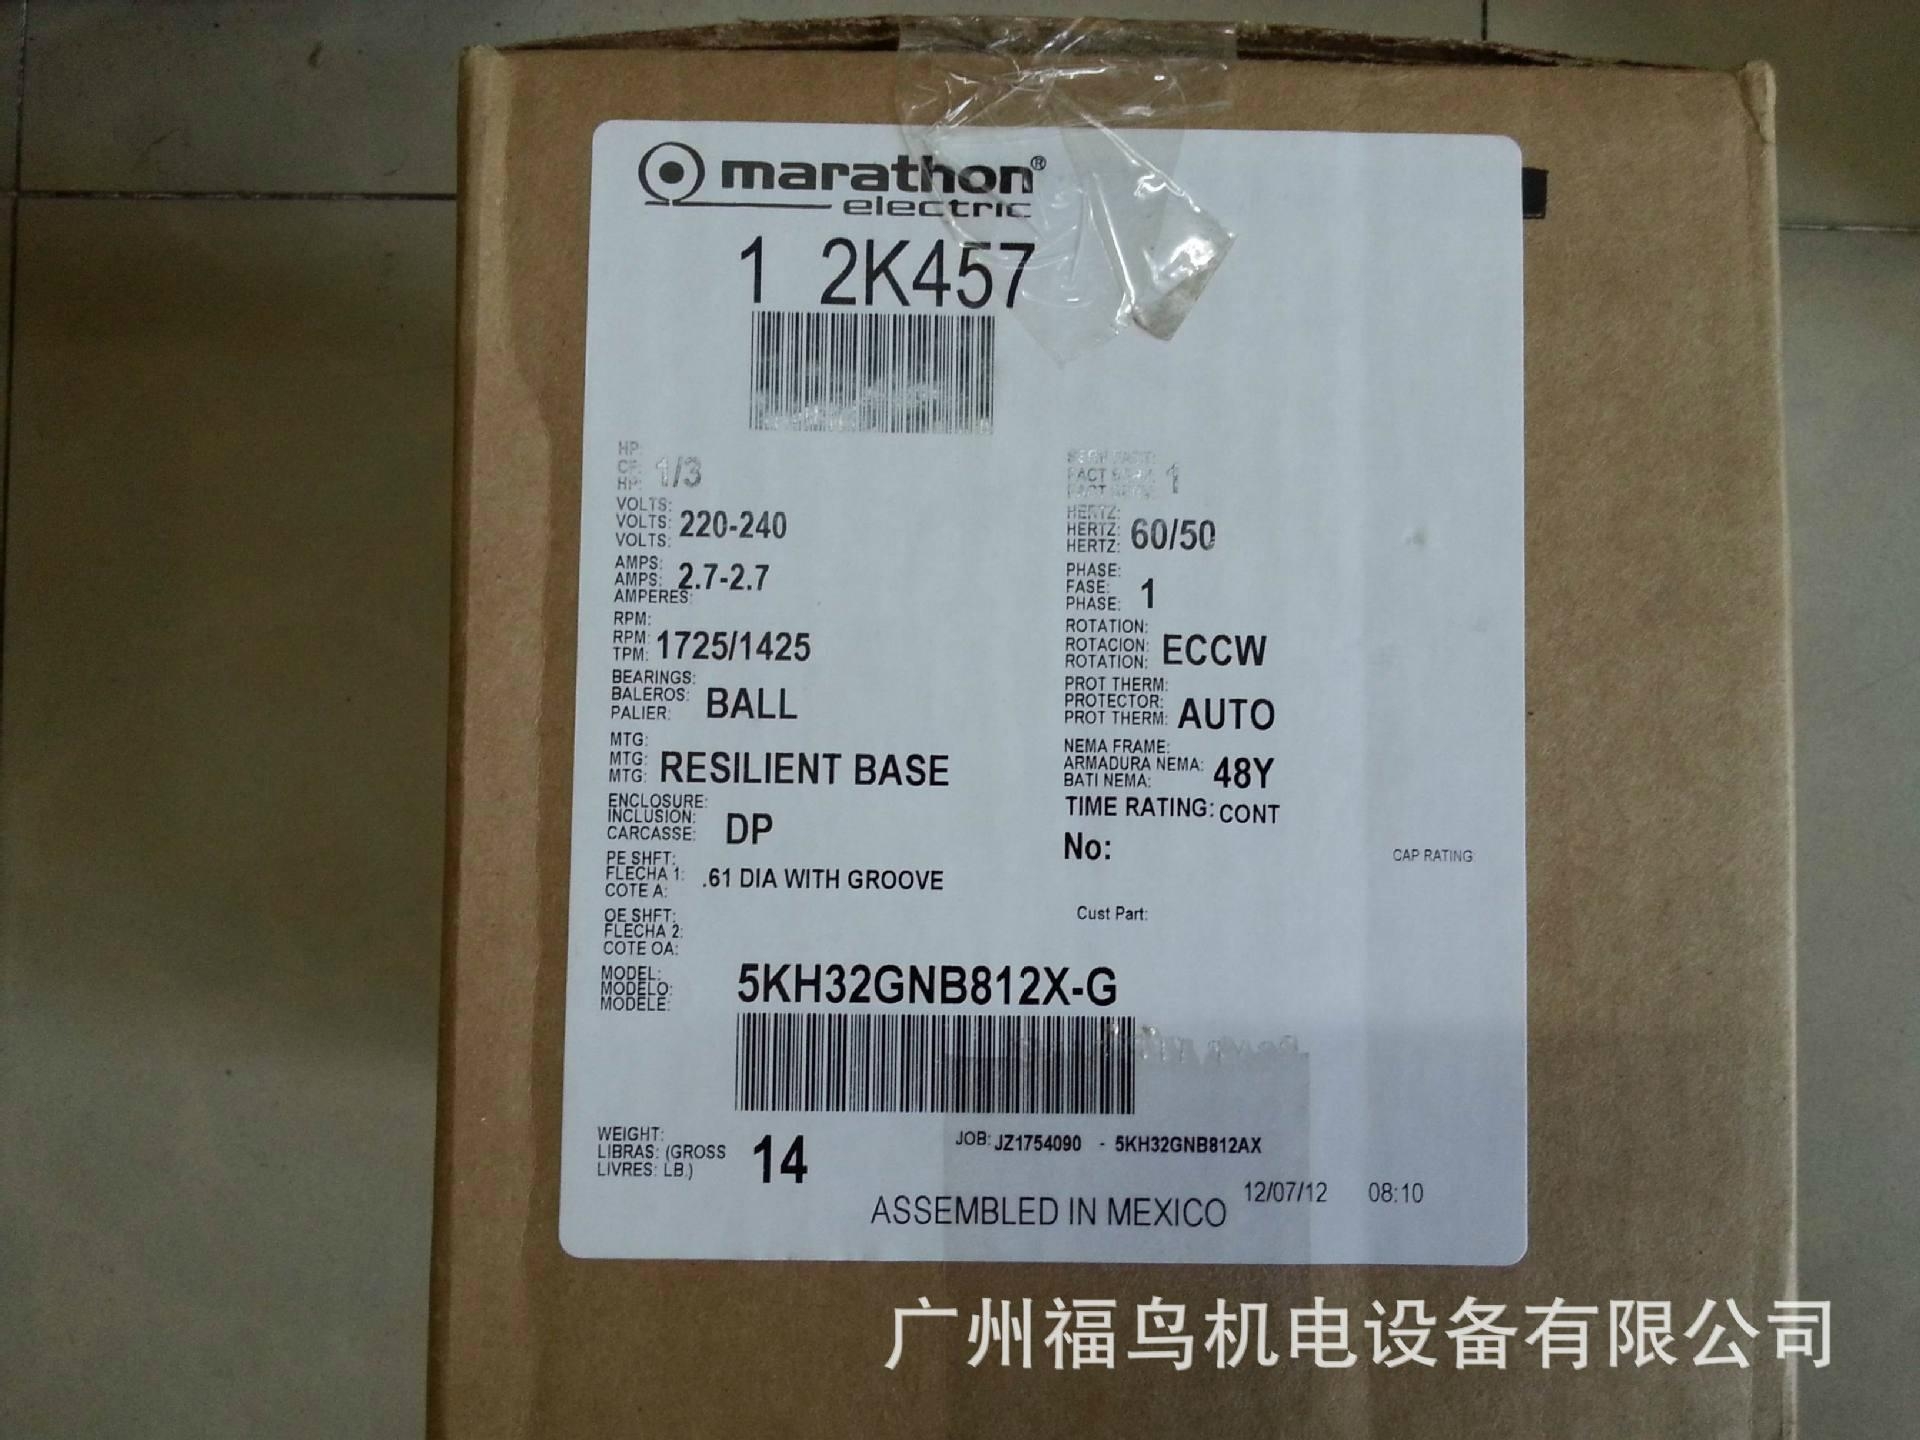 marathon®
electric
1 2K457
HP:
CF: 1/3
HP:
FACT
FACT 1
VOLTS:
VOLTS: 220-240
VOLTS:
HERTZ:
HERTZ: 60/50
HERTZ:
AMPS:
AMPS: 2.7-2.7
AMPERES:
PHASE:
FASE: 1
PHASE:
RPM:
RPM: 1725/1425
TPM:
ROTATION:
ROTACION: ECCW
ROTATION:
BEARINGS:
BALEROS: BALL
PALIER:
PROT THERM:
PROTECTOR: AUTO
PROT THERM:
MTG:
MTG: RESILIENT BASE
MTG:
NEMA FRAME:
ARMADURA NEMA: 48Y
BATI NEMA:
ENCLOSURE:
INCLUSION: DP
CARCASSE:
TIME RATING: CONT
No:
CAP RATING
PE SHFT:
FLECHA 1: .61 DIA WITH GROOVE
COTE A:
OE SHFT:
FLECHA 2:
COTE OA:
Cust Part:
MODEL:
MODELO: 5KH32GNB812X-G
MODELE:
WEIGHT:
LIBRAS: (GROSS 14
LIVRES: LB.)
JOB: JZ1754090 - 5KH32GNB812AX
12/07/12 08:10
ASSEMBLED IN MEXICO
广州福鸟机电设备有限公司